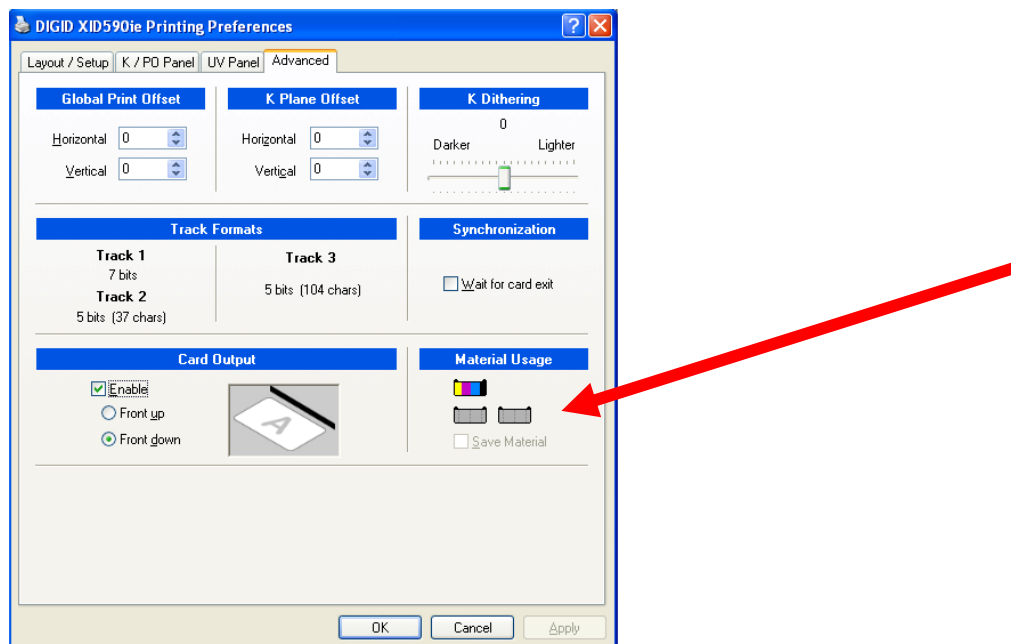 DIGID XID590ie Printing Preferences
Layout / Setup K / PO Panel UV Panel Advanced
Global Print Offset
Horizontal 0
Vertical 0
K Plane Offset
Horizontal 0
Vertical 0
K Dithering
0
Darker Lighter
Track Formats
Track 1
7 bits
Track 2
5 bits (37 chars)
Track 3
5 bits (104 chars)
Synchronization
Wait for card exit
Card Output
Enable
Front up
Front down
A
Material Usage
Save Material
OK Cancel Apply